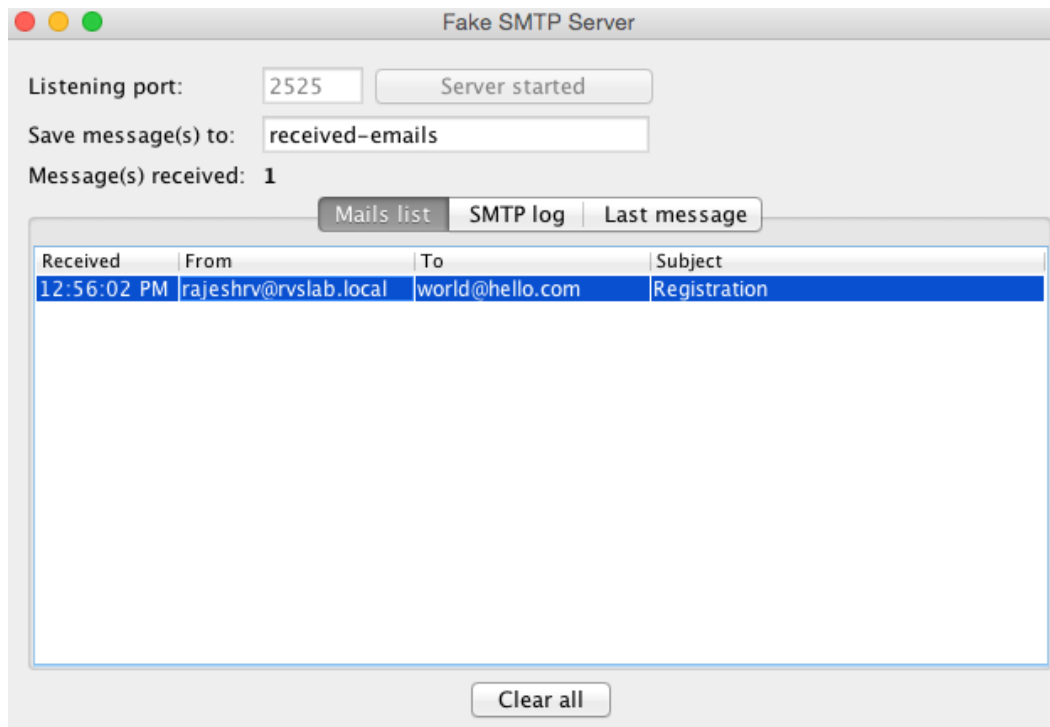 Fake SMTP Server
Listening port: 2525 Server started
Save message(s) to: received-emails
Message(s) received: 1
Mails list SMTP log Last message
Received From To Subject
12:56:02 PM rajeshrv@rvslab.local world@hello.com Registration
Clear all